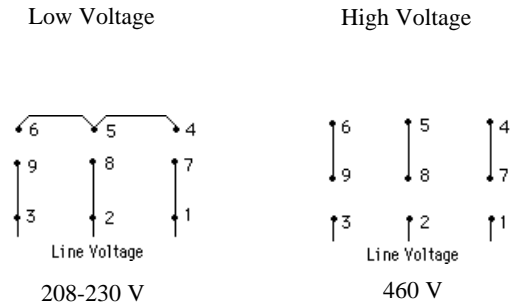 Low Voltage
High Voltage
6 5 4
9 8 7
3 2 1
Line Voltage
208-230 V
6 5 4
9 8 7
3 2 1
Line Voltage
460 V